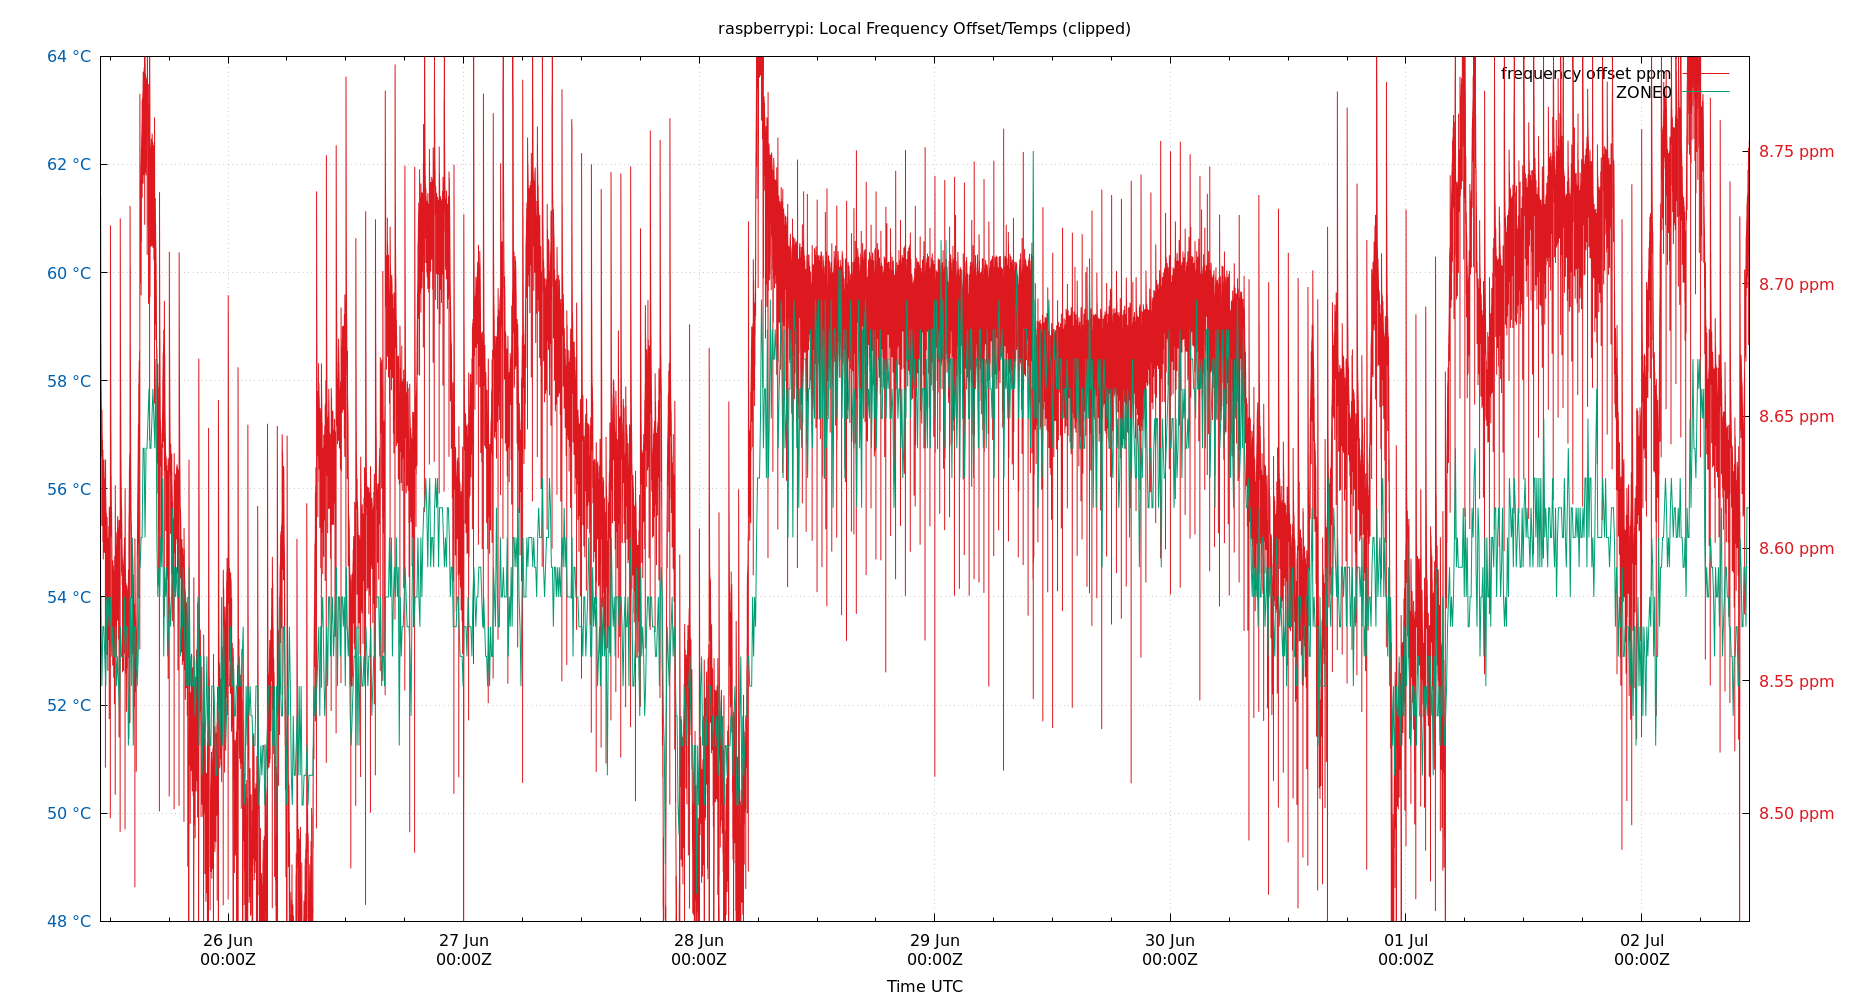 raspberrypi: Local Frequency Offset/Temps (clipped)
64 °C
62 °C
60 °C
58 °C
56 °C
54 °C
52 °C
50 °C
48 °C
frequency offset ppm
ZONE0
8.75 ppm
8.70 ppm
8.65 ppm
8.60 ppm
8.55 ppm
8.50 ppm
26 Jun
00:00Z
27 Jun
00:00Z
28 Jun
00:00Z
29 Jun
00:00Z
30 Jun
00:00Z
01 Jul
00:00Z
02 Jul
00:00Z
Time UTC